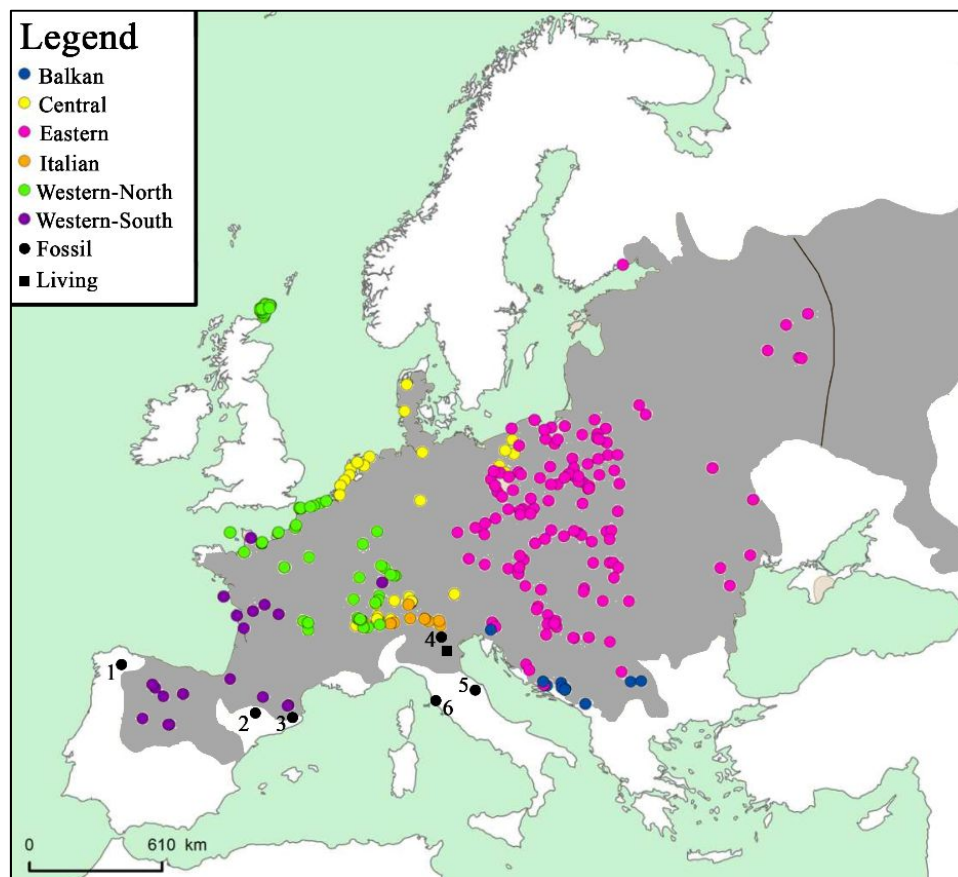 Legend
Balkan
Central
Eastern
Italian
Western-North
Western-South
Fossil
Living
1
2
3
4
5
6
0 610 km